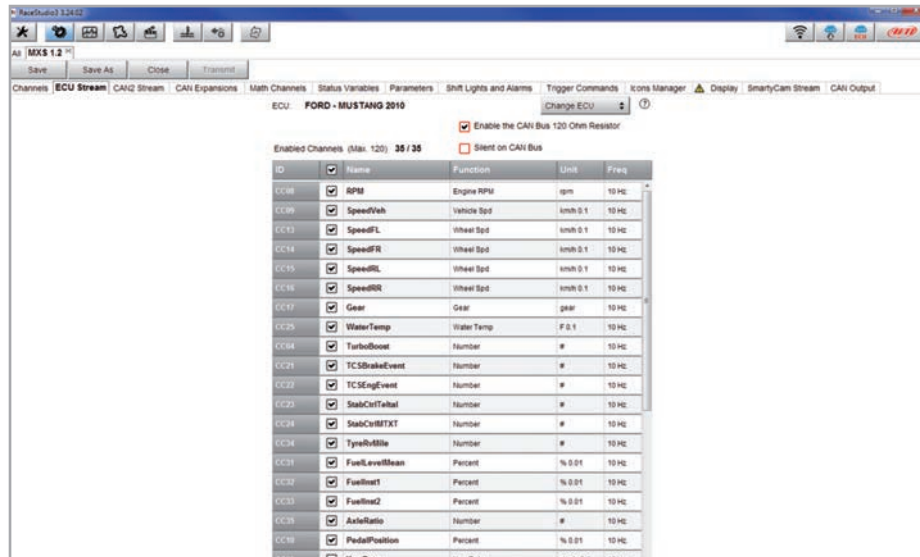 RaceStudio3 3.24.02
All MXS 1.2
Save Save As Close Transmit
Channels ECU Stream CAN2 Stream CAN Expansions Math Channels Status Variables Parameters Shift Lights and Alarms Trigger Commands Icons Manager Display SmartyCam Stream CAN Output
ECU: FORD - MUSTANG 2010 Change ECU
Enable the CAN Bus 120 Ohm Resistor
Enabled Channels (Max. 120) 35 / 35 Silent on CAN Bus
ID Name Function Unit Freq
CC08 RPM Engine RPM rpm 10 Hz
CC09 SpeedVeh Vehicle Spd km/h 0.1 10 Hz
CC13 SpeedFL Wheel Spd km/h 0.1 10 Hz
CC14 SpeedFR Wheel Spd km/h 0.1 10 Hz
CC15 SpeedRL Wheel Spd km/h 0.1 10 Hz
CC16 SpeedRR Wheel Spd km/h 0.1 10 Hz
CC17 Gear Gear gear 10 Hz
CC25 WaterTemp Water Temp F 0.1 10 Hz
CC04 TurboBoost Number # 10 Hz
CC21 TCSBrakeEvent Number # 10 Hz
CC22 TCSEngEvent Number # 10 Hz
CC23 StabCtrlTeltal Number # 10 Hz
CC24 StabCtrlMTXT Number # 10 Hz
TyreRvMile Number # 10 Hz
CC31 FuelLevelMean Percent % 0.01 10 Hz
CC32 FuelInst1 Percent % 0.01 10 Hz
CC33 FuelInst2 Percent % 0.01 10 Hz
CC35 AxleRatio Number # 10 Hz
CC10 PedalPosition Percent % 0.01 10 Hz